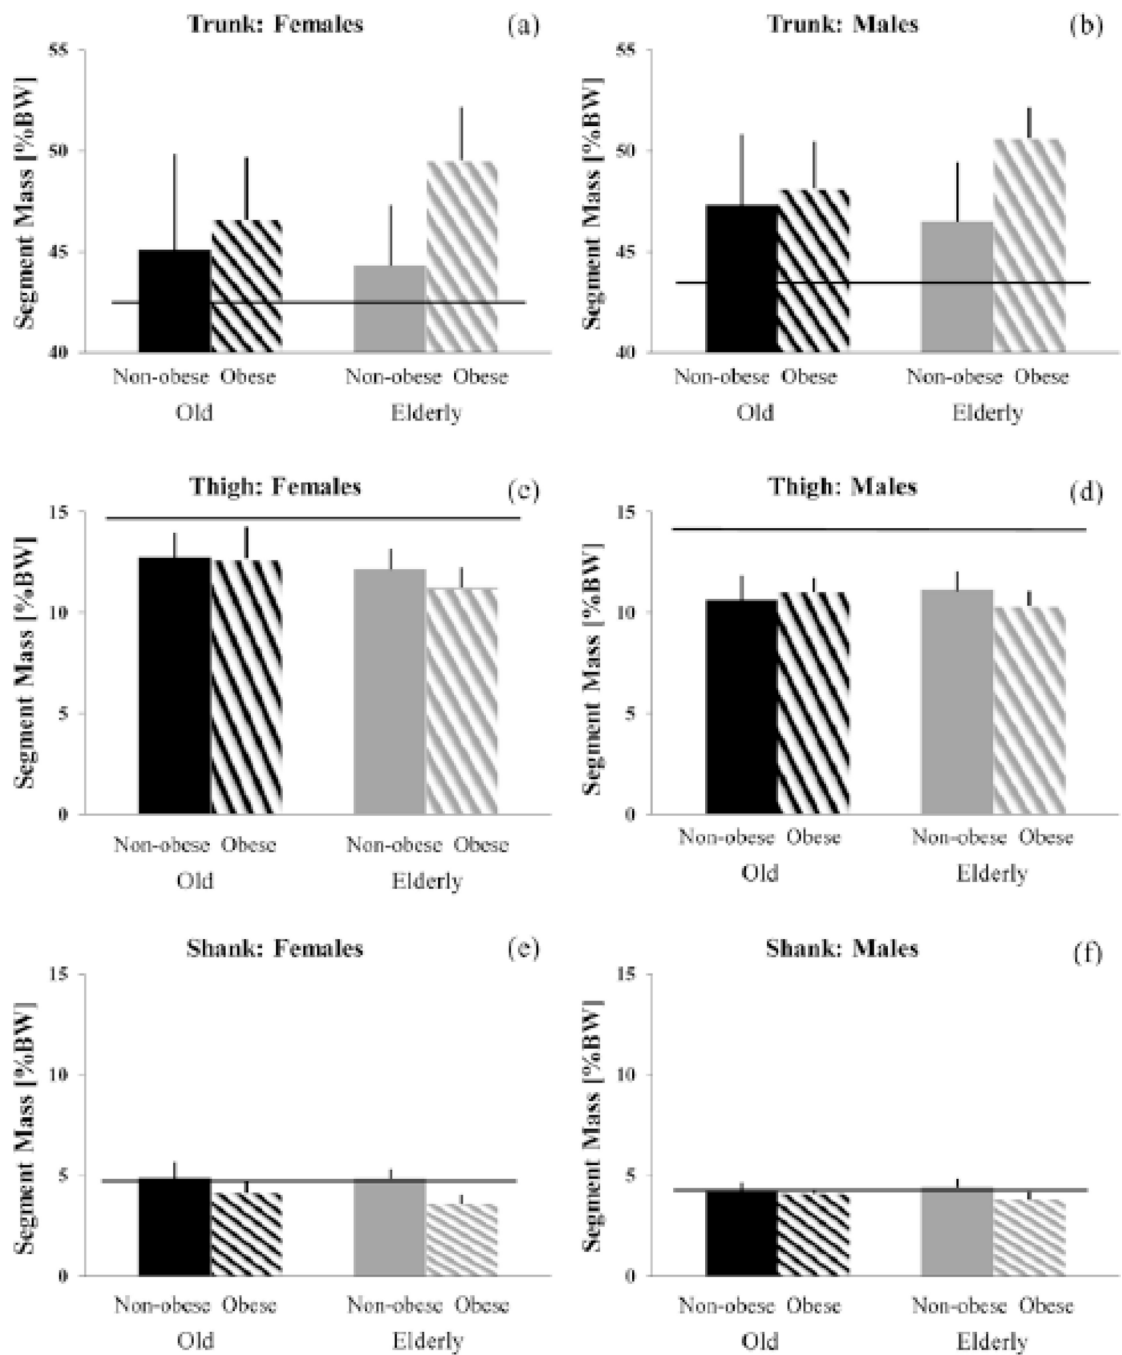 Trunk: Females (a)
Segment Mass [%BW]
55
50
45
40
Non-obese Obese Non-obese Obese
Old Elderly
Trunk: Males (b)
Segment Mass [%BW]
55
50
45
40
Non-obese Obese Non-obese Obese
Old Elderly
Thigh: Females (c)
Segment Mass [%BW]
15
10
5
0
Non-obese Obese Non-obese Obese
Old Elderly
Thigh: Males (d)
Segment Mass [%BW]
15
10
5
0
Non-obese Obese Non-obese Obese
Old Elderly
Shank: Females (e)
Segment Mass [%BW]
15
10
5
0
Non-obese Obese Non-obese Obese
Old Elderly
Shank: Males (f)
Segment Mass [%BW]
15
10
5
0
Non-obese Obese Non-obese Obese
Old Elderly